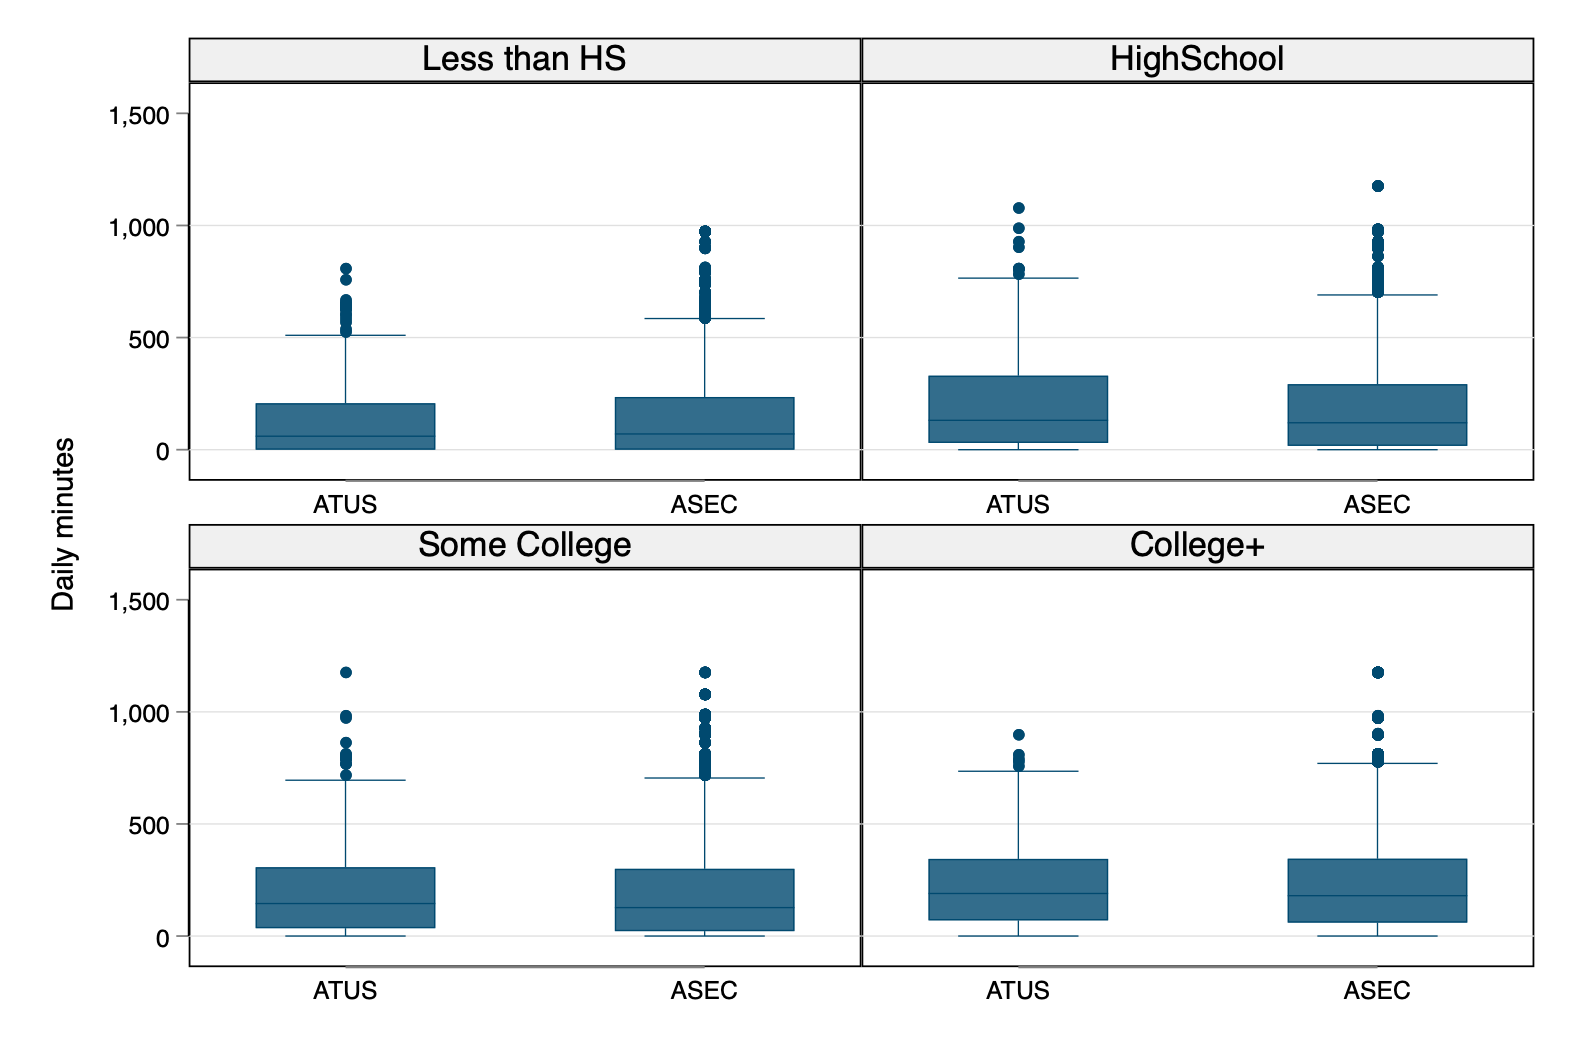 Less than HS
HighSchool
1,500
1,000
500
0
ATUS
ASEC
ATUS
ASEC
Daily minutes
Some College
College+
1,500
1,000
500
0
ATUS
ASEC
ATUS
ASEC